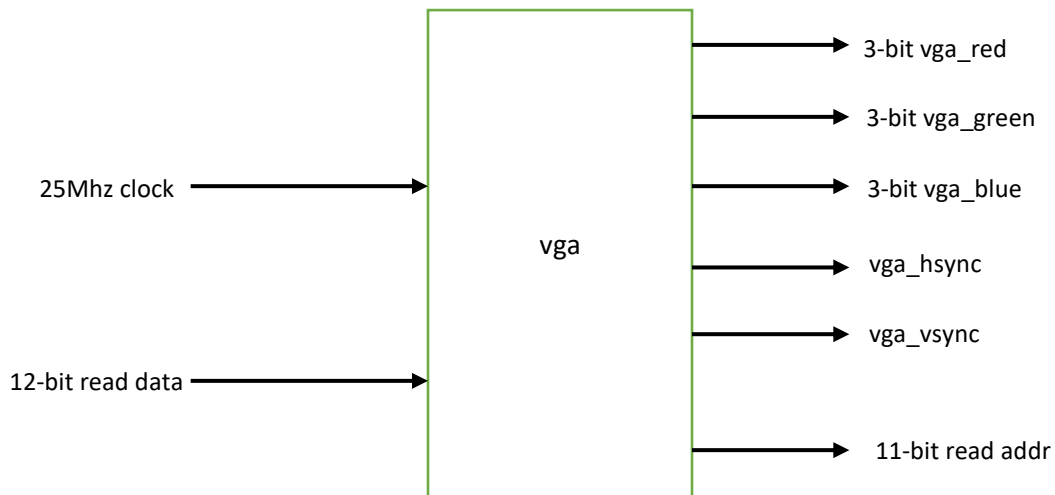 25Mhz clock
12-bit read data
vga
3-bit vga_red
3-bit vga_green
3-bit vga_blue
vga_hsync
vga_vsync
11-bit read addr